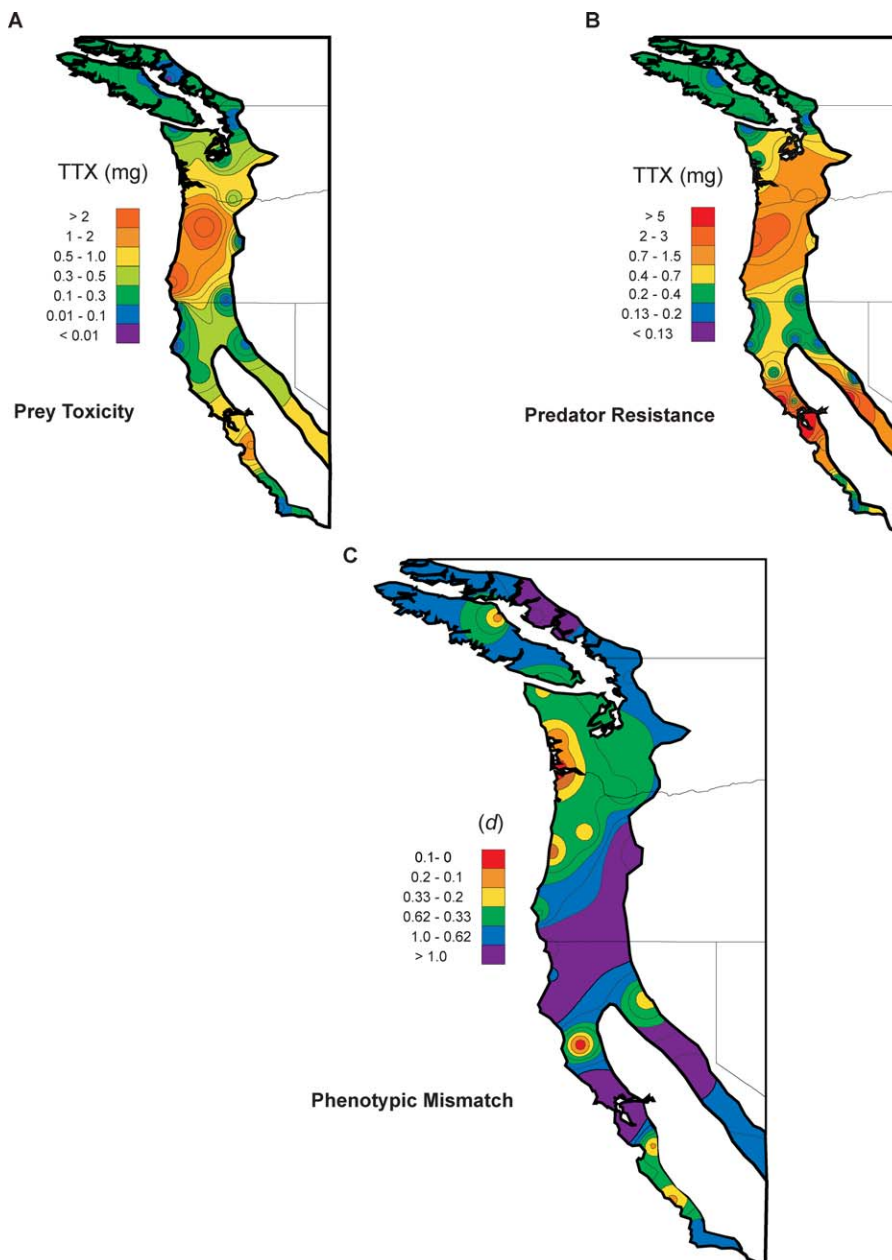 A
TTX (mg)
> 2
1 - 2
0.5 - 1.0
0.3 - 0.5
0.1 - 0.3
0.01 - 0.1
< 0.01
Prey Toxicity
B
TTX (mg)
> 5
2 - 3
0.7 - 1.5
0.4 - 0.7
0.2 - 0.4
0.13 - 0.2
< 0.13
Predator Resistance
C
(d)
0.1- 0
0.2 - 0.1
0.33 - 0.2
0.62 - 0.33
1.0 - 0.62
> 1.0
Phenotypic Mismatch